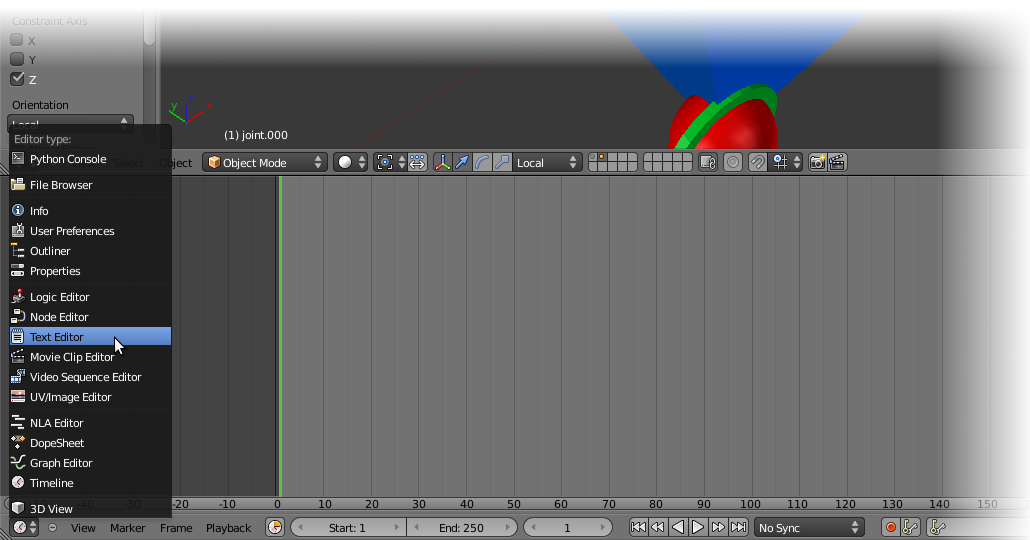 Constraint Axis
X
Y
Z
Orientation
Local
y
x
(1) joint.000
Select
Object
Object Mode
Local
Editor type:
Python Console
File Browser
Info
User Preferences
Outliner
Properties
Logic Editor
Node Editor
Text Editor
Movie Clip Editor
Video Sequence Editor
UV/Image Editor
NLA Editor
DopeSheet
Graph Editor
Timeline
3D View
-20 -10 0 10 20 30 40 50 60 70 80 90 100 110 120 130 140 150
View Marker Frame Playback Start: 1 End: 250 1 No Sync